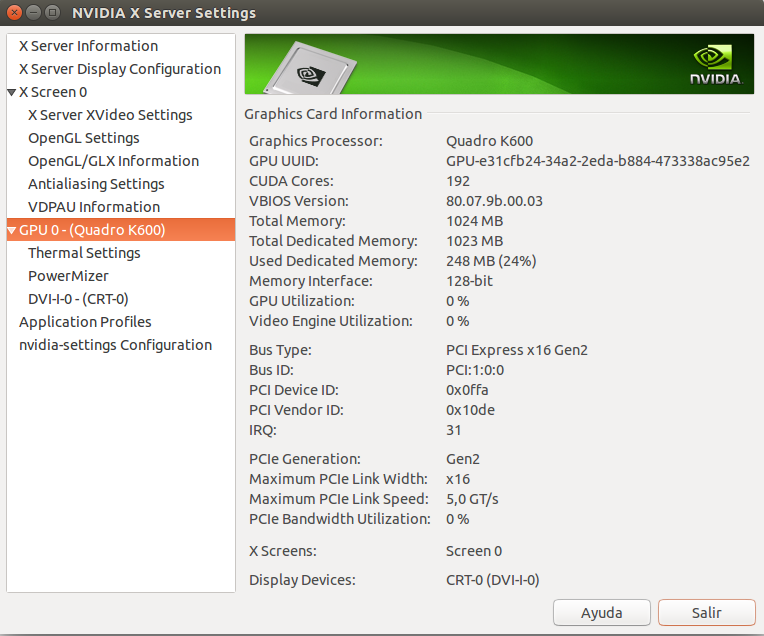 NVIDIA X Server Settings
X Server Information
X Server Display Configuration
X Screen 0
X Server XVideo Settings
OpenGL Settings
OpenGL/GLX Information
Antialiasing Settings
VDPAU Information
GPU 0 - (Quadro K600)
Thermal Settings
PowerMizer
DVI-I-0 - (CRT-0)
Application Profiles
nvidia-settings Configuration
NVIDIA.
Graphics Card Information
Graphics Processor: Quadro K600
GPU UUID: GPU-e31cfb24-34a2-2eda-b884-473338ac95e2
CUDA Cores: 192
VBIOS Version: 80.07.9b.00.03
Total Memory: 1024 MB
Total Dedicated Memory: 1023 MB
Used Dedicated Memory: 248 MB (24%)
Memory Interface: 128-bit
GPU Utilization: 0 %
Video Engine Utilization: 0 %
Bus Type: PCI Express x16 Gen2
Bus ID: PCI:1:0:0
PCI Device ID: 0x0ffa
PCI Vendor ID: 0x10de
IRQ: 31
PCIe Generation: Gen2
Maximum PCIe Link Width: x16
Maximum PCIe Link Speed: 5,0 GT/s
PCIe Bandwidth Utilization: 0 %
X Screens: Screen 0
Display Devices: CRT-0 (DVI-I-0)
Ayuda Salir